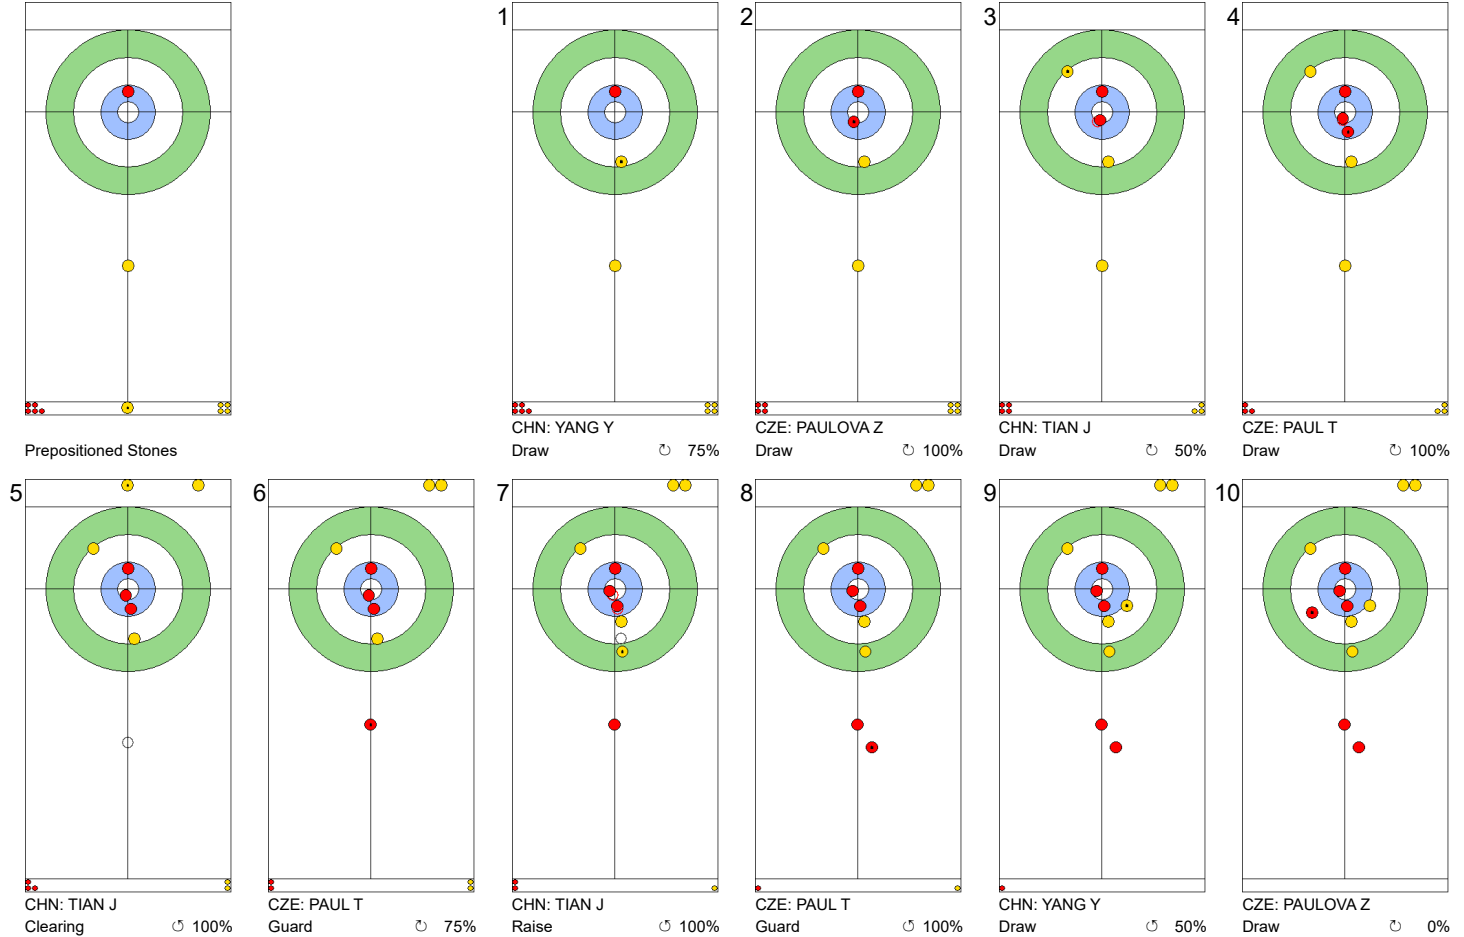 1
2
3
4
Prepositioned Stones
CHN: YANG Y
Draw ↻ 75%
CZE: PAULOVA Z
Draw ↻ 100%
CHN: TIAN J
Draw ↻ 50%
CZE: PAUL T
Draw ↻ 100%
5
6
7
8
9
10
CHN: TIAN J
Clearing ↺ 100%
CZE: PAUL T
Guard ↻ 75%
CHN: TIAN J
Raise ↺ 100%
CZE: PAUL T
Guard ↺ 100%
CHN: YANG Y
Draw ↺ 50%
CZE: PAULOVA Z
Draw ↻ 0%